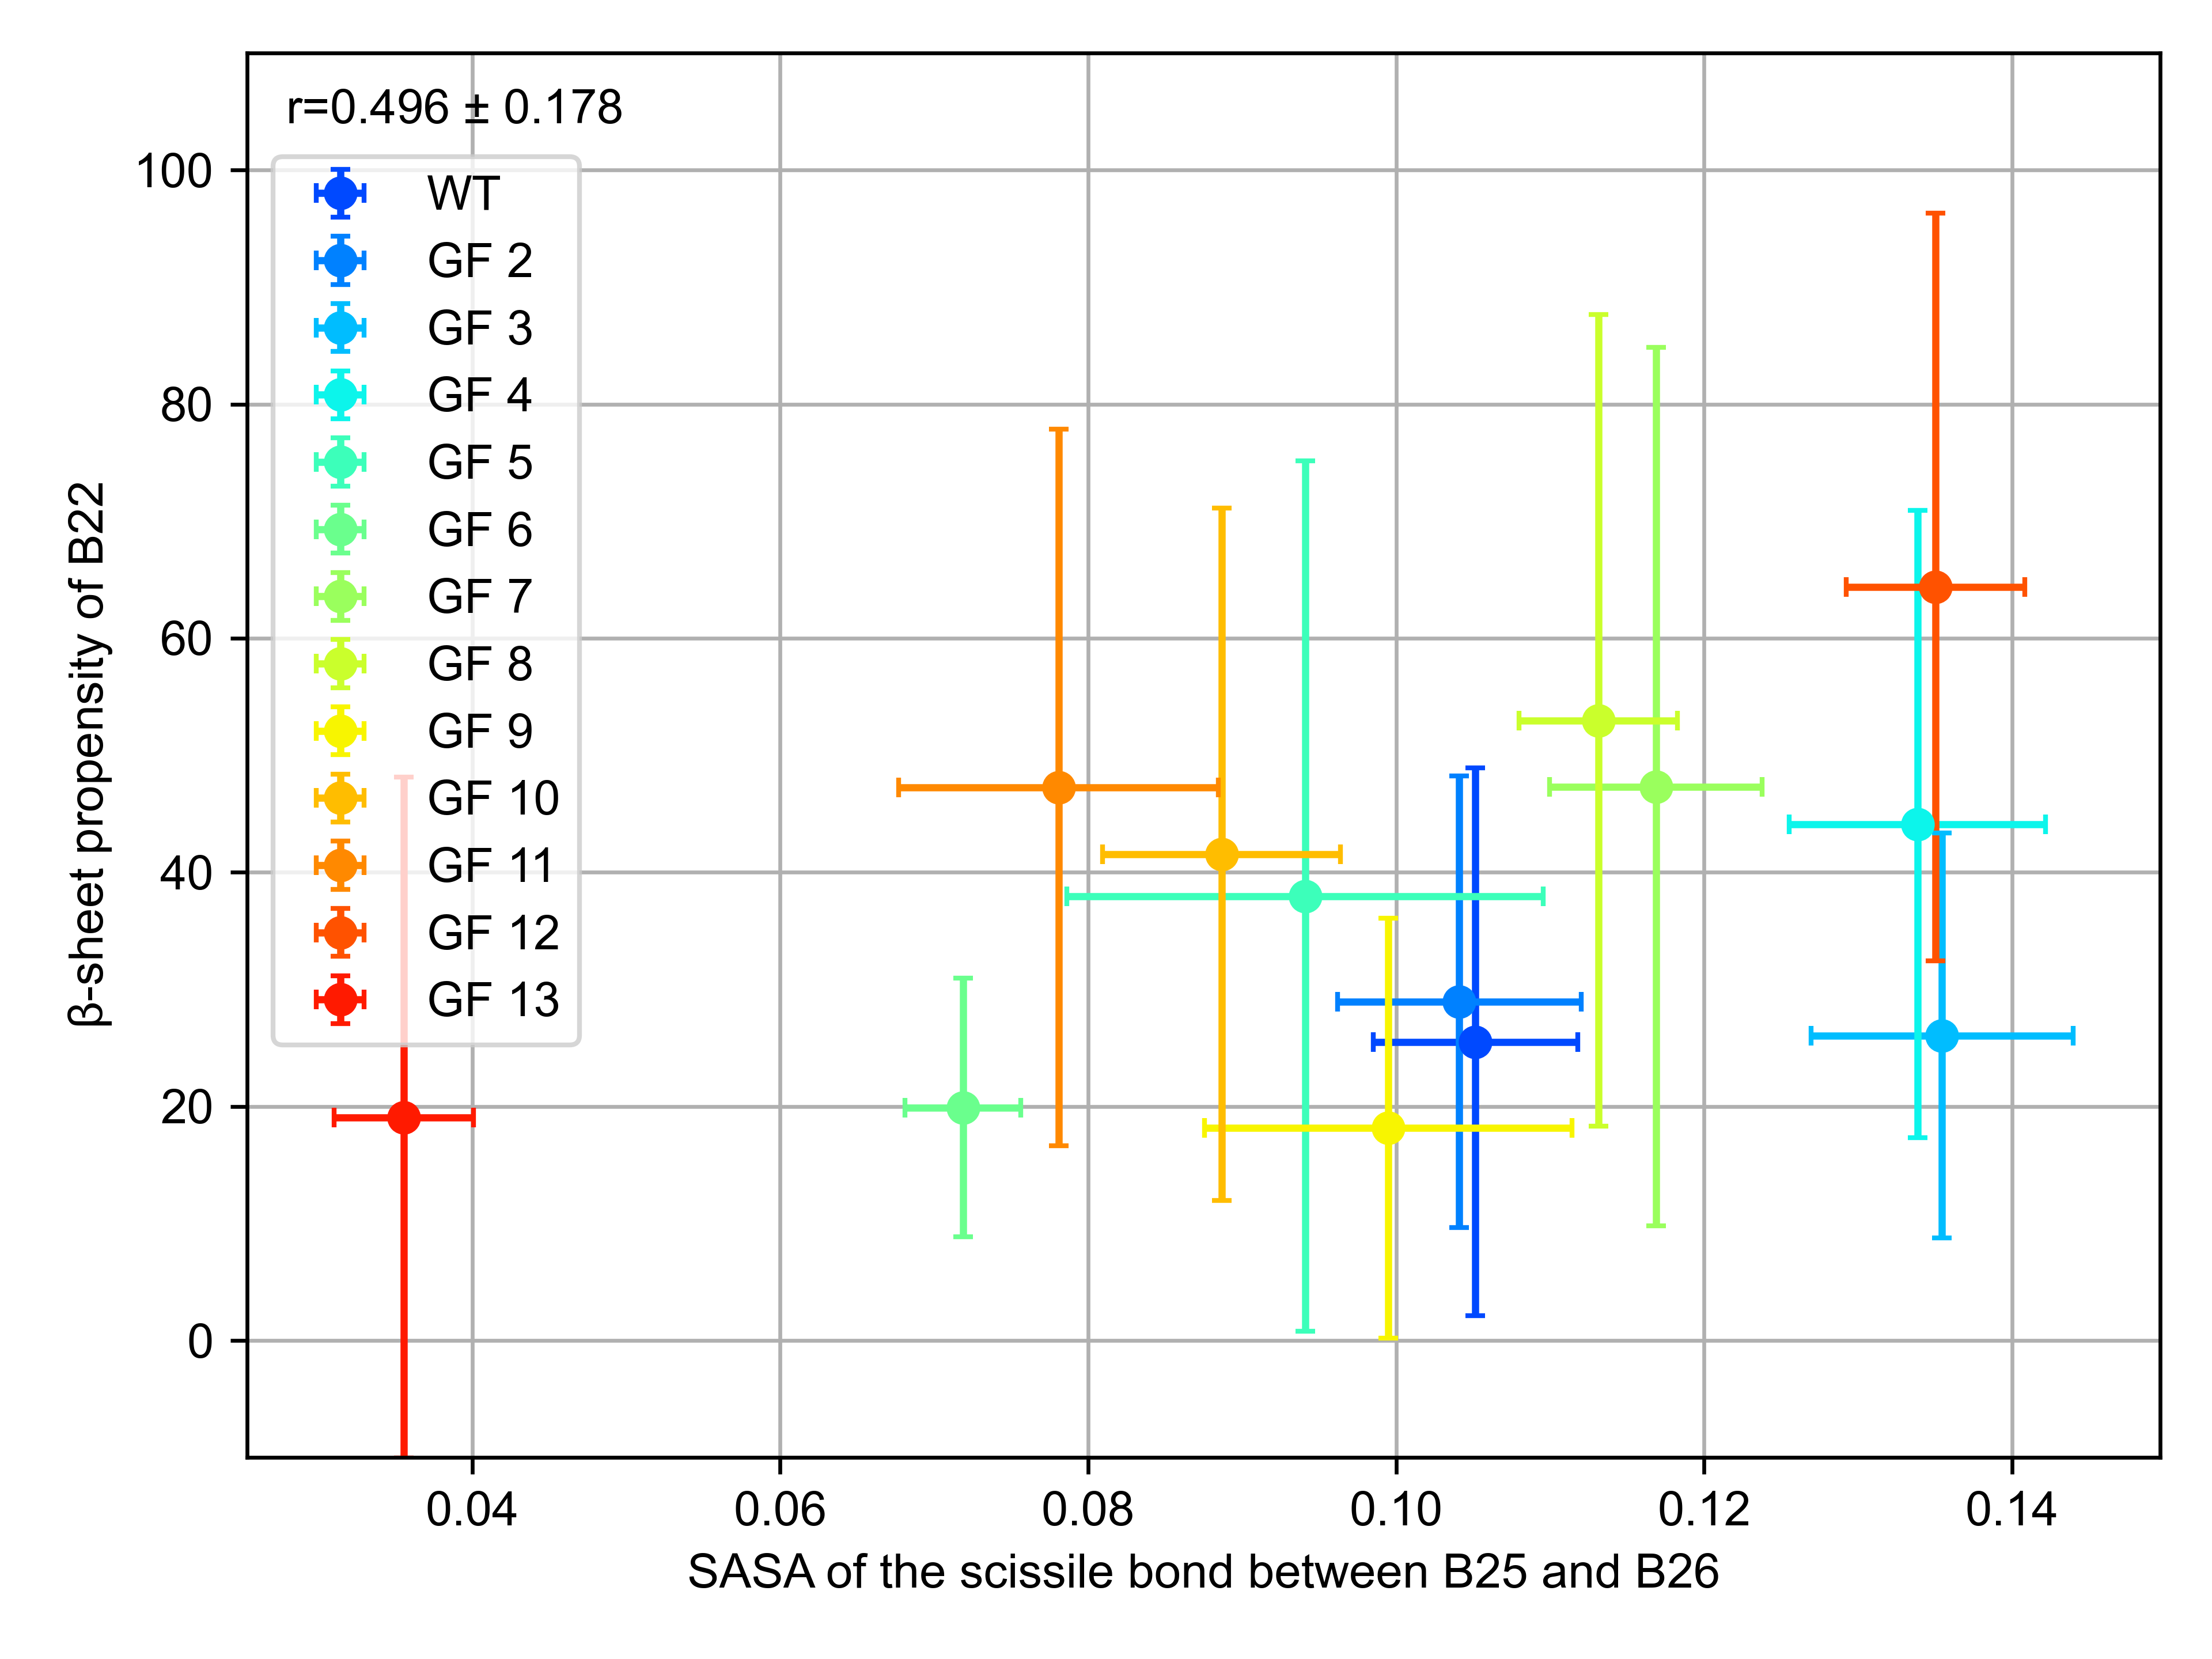 r=0.496 ± 0.178
WT
GF 2
GF 3
GF 4
GF 5
GF 6
GF 7
GF 8
GF 9
GF 10
GF 11
GF 12
GF 13
100
80
60
40
20
0
β-sheet propensity of B22
0.04 0.06 0.08 0.10 0.12 0.14
SASA of the scissile bond between B25 and B26